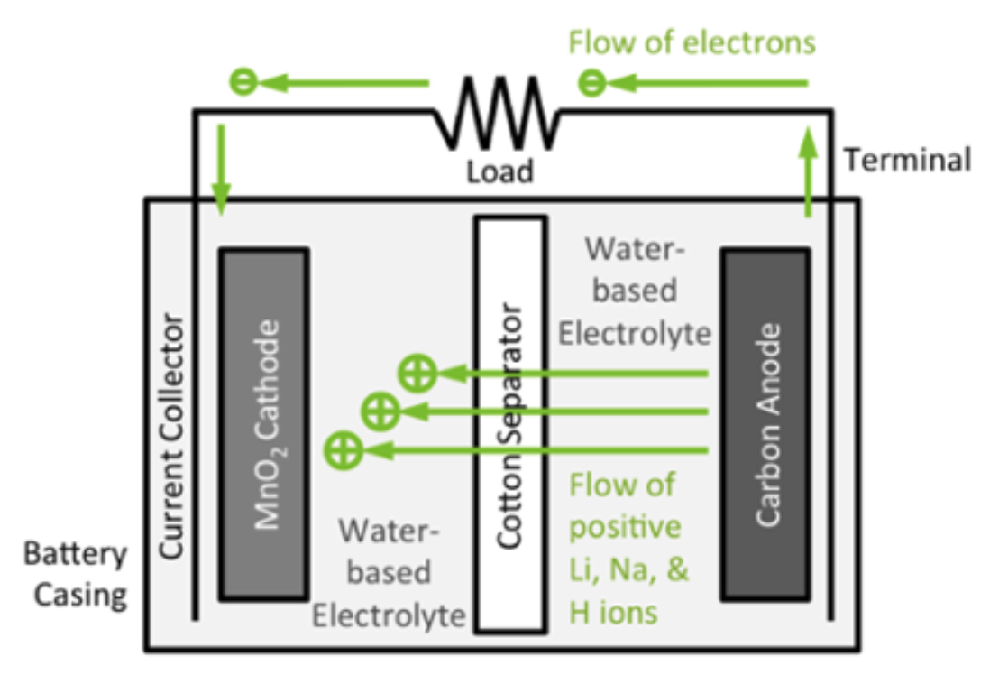 Flow of electrons
Load
Terminal
Water-
based
Electrolyte
Current Collector
MnO₂ Cathode
Cotton Separator
Carbon Anode
Flow of
positive
Li, Na, &
H ions
Water-
based
Electrolyte
Battery
Casing